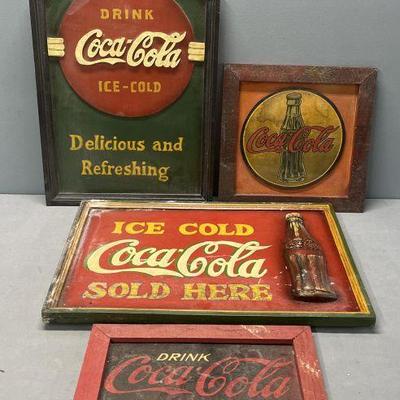 DRINK
Coca-Cola
ICE-COLD
Delicious and
Refreshing
Coca-Cola
ICE COLD
Coca-Cola
SOLD HERE
DRINK
Coca-Cola